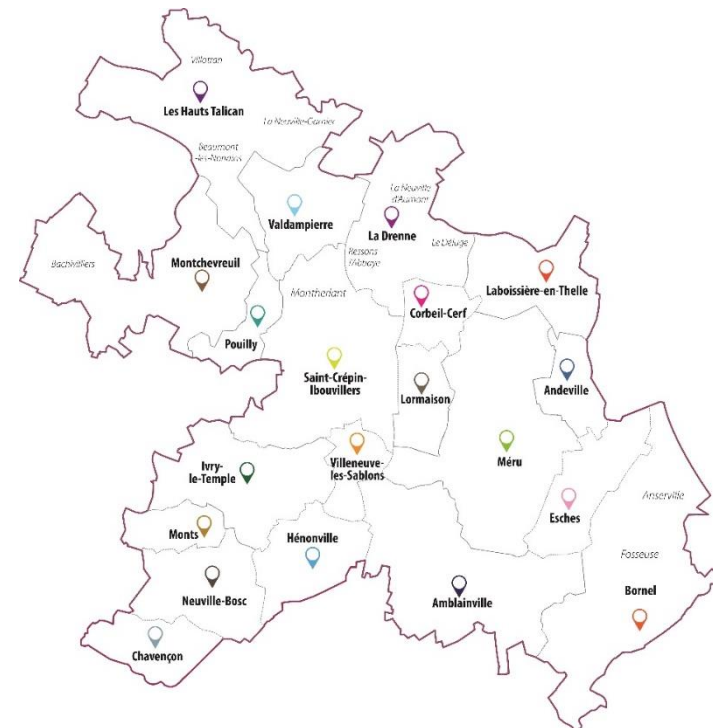 Villotran
Les Hauts Talican
La Neuville-Garnier
Beaumont
-les-Nonains
Valdampierre
La Neuville
d'Aumont
La Drenne
Ressons
l'Abbaye
Le Déluge
Bachivillers
Montchevreuil
Laboissière-en-Thelle
Montherlant
Corbeil-Cerf
Pouilly
Saint-Crépin-
Ibouvillers
Lormaison
Andeville
Ivry-
le-Temple
Villeneuve-
les-Sablons
Méru
Anserville
Esches
Monts
Hénonville
Fosseuse
Neuville-Bosc
Amblainville
Bornel
Chavençon